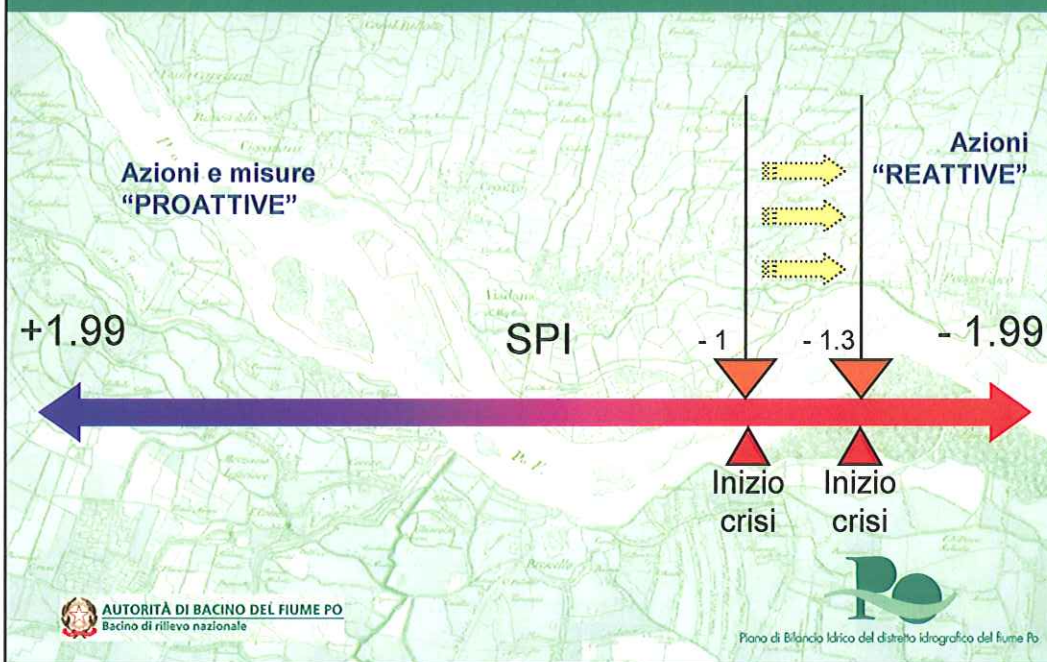 Azioni e misure
"PROATTIVE"
Azioni
"REATTIVE"
+1.99
SPI
- 1
- 1.3
- 1.99
Inizio
crisi
Inizio
crisi
AUTORITÀ DI BACINO DEL FIUME PO
Bacino di rilievo nazionale
Po
Piano di Bilancio Idrico del distretto idrografico del fiume Po